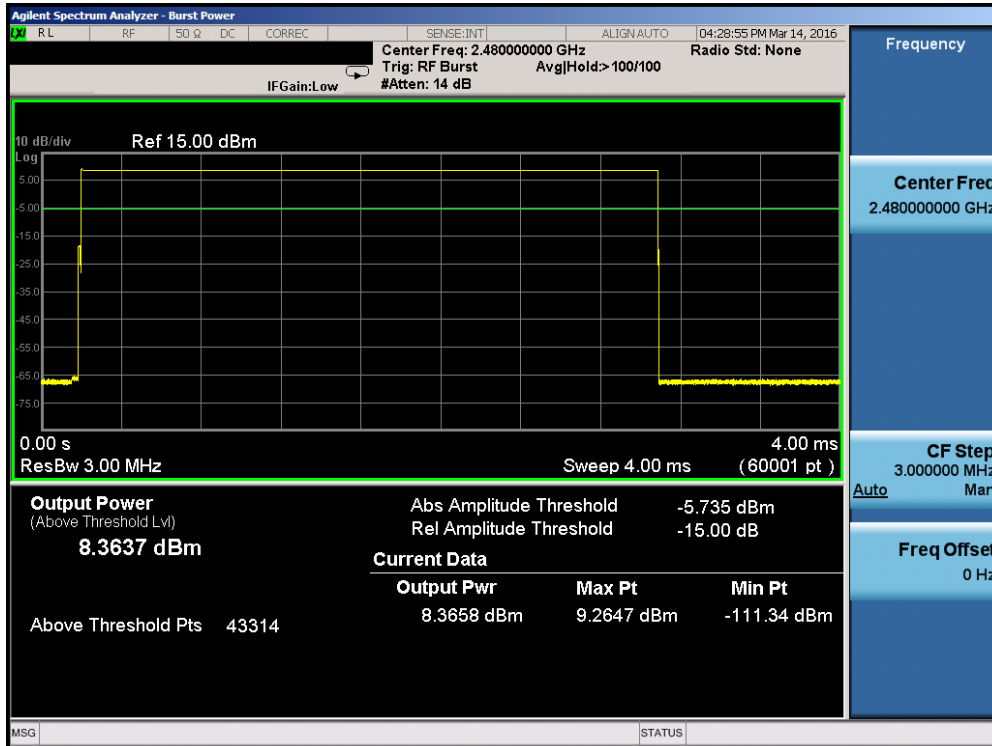 Agilent Spectrum Analyzer - Burst Power
LXI RL RF 50 Ω DC CORREC SENSE:INT ALIGN AUTO 04:28:55 PM Mar 14, 2016
Center Freq: 2.480000000 GHz Radio Std: None
Trig: RF Burst Avg|Hold:>100/100
IFGain:Low #Atten: 14 dB
10 dB/div Ref 15.00 dBm
Log
5.00
-5.00
-15.0
-25.0
-35.0
-45.0
-55.0
-65.0
-75.0
0.00 s 4.00 ms
ResBw 3.00 MHz Sweep 4.00 ms (60001 pt)
Output Power
(Above Threshold Lvl)
8.3637 dBm
Above Threshold Pts 43314
Abs Amplitude Threshold -5.735 dBm
Rel Amplitude Threshold -15.00 dB
Current Data
Output Pwr Max Pt Min Pt
8.3658 dBm 9.2647 dBm -111.34 dBm
Frequency
Center Freq
2.480000000 GHz
CF Step
3.000000 MHz
Auto Man
Freq Offset
0 Hz
MSG STATUS